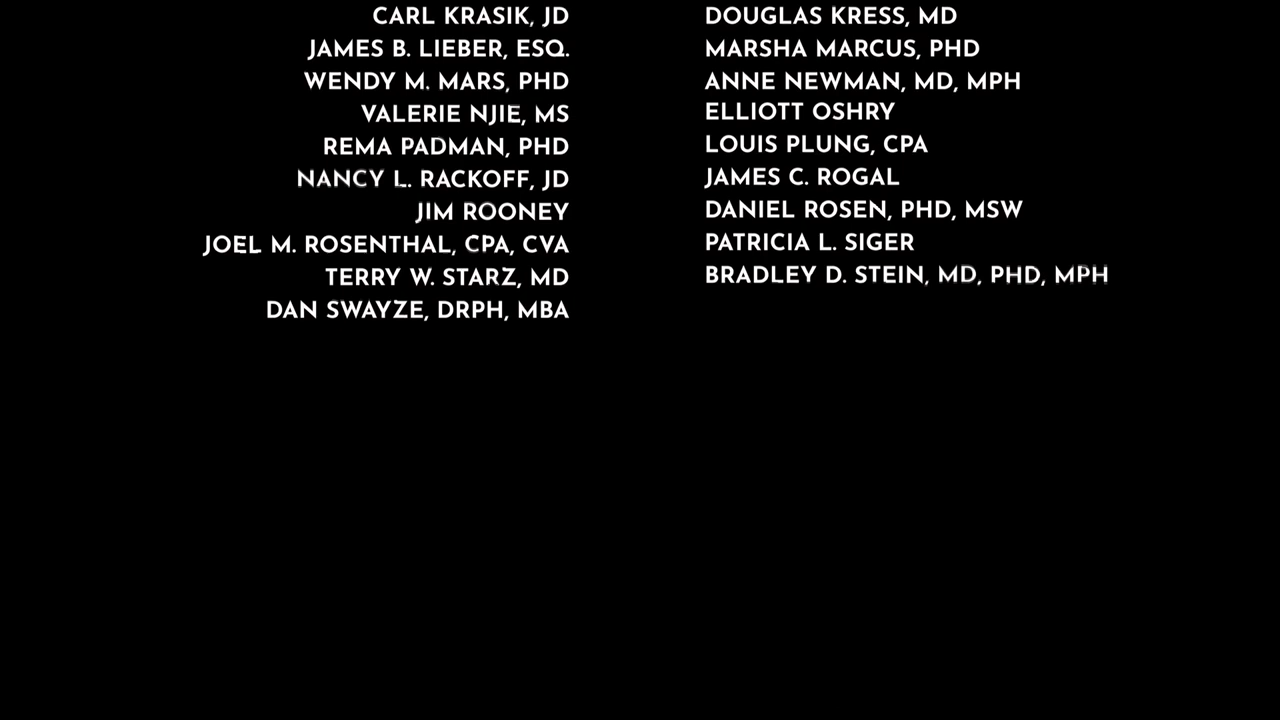 CARL KRASIK, JD
JAMES B. LIEBER, ESQ.
WENDY M. MARS, PHD
VALERIE NJIE, MS
REMA PADMAN, PHD
NANCY L. RACKOFF, JD
JIM ROONEY
JOEL M. ROSENTHAL, CPA, CVA
TERRY W. STARZ, MD
DAN SWAYZE, DRPH, MBA
DOUGLAS KRESS, MD
MARSHA MARCUS, PHD
ANNE NEWMAN, MD, MPH
ELLIOTT OSHRY
LOUIS PLUNG, CPA
JAMES C. ROGAL
DANIEL ROSEN, PHD, MSW
PATRICIA L. SIGER
BRADLEY D. STEIN, MD, PHD, MPH